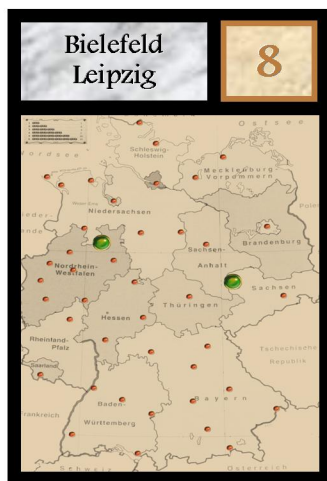 Bielefeld
Leipzig
8
Ostsee
Nordsee
Schleswig-
Holstein
Mecklenburg
Vorpommern
Niedersachsen
Brandenburg
Sachsen-
Anhalt
Nordrhein-
Westfalen
Sachsen
Thüringen
Hessen
Rheinland-
Pfalz
Tschechische
Republik
Saarland
Bayern
Baden-
Württemberg
Frankreich
Schweiz
Österreich